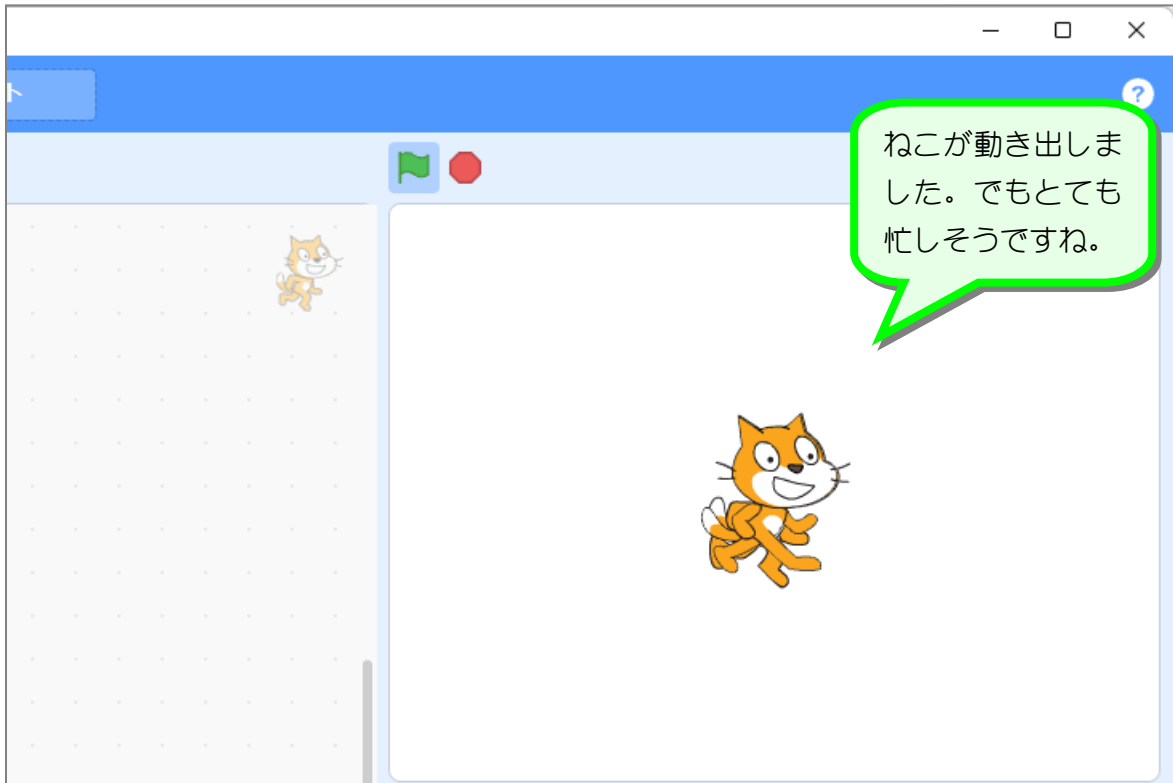 ト
?
ねこが動き出しま
した。でもとても
忙しそうですね。